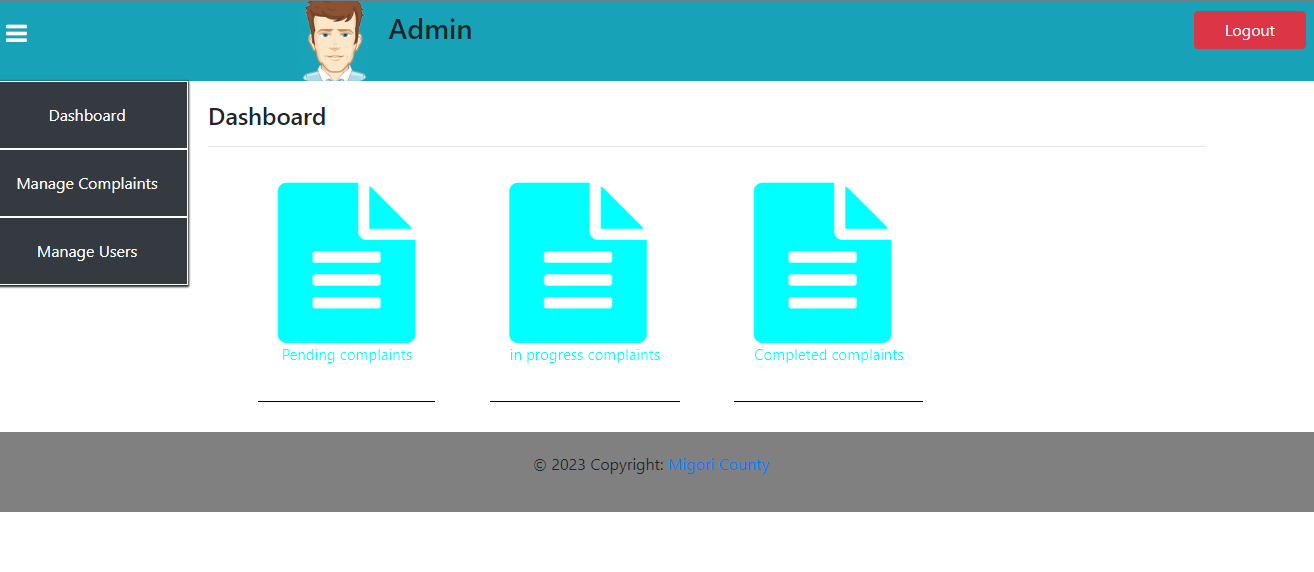 Admin
Logout
Dashboard
Manage Complaints
Manage Users
Dashboard
Pending complaints
in progress complaints
Completed complaints
© 2023 Copyright: Migori County